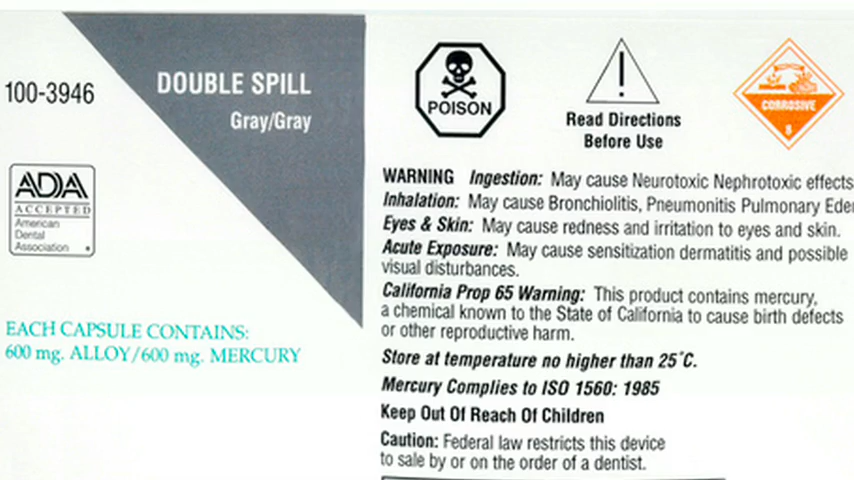 100-3946
DOUBLE SPILL
Gray/Gray
ADA
ACCEPTED
American
Dental
Association
EACH CAPSULE CONTAINS:
600 mg. ALLOY/600 mg. MERCURY
POISON
Read Directions
Before Use
CORROSIVE
8
WARNING Ingestion: May cause Neurotoxic Nephrotoxic effects
Inhalation: May cause Bronchiolitis, Pneumonitis Pulmonary Ede
Eyes & Skin: May cause redness and irritation to eyes and skin.
Acute Exposure: May cause sensitization dermatitis and possible
visual disturbances.
California Prop 65 Warning: This product contains mercury,
a chemical known to the State of California to cause birth defects
or other reproductive harm.
Store at temperature no higher than 25°C.
Mercury Complies to ISO 1560: 1985
Keep Out Of Reach Of Children
Caution: Federal law restricts this device
to sale by or on the order of a dentist.